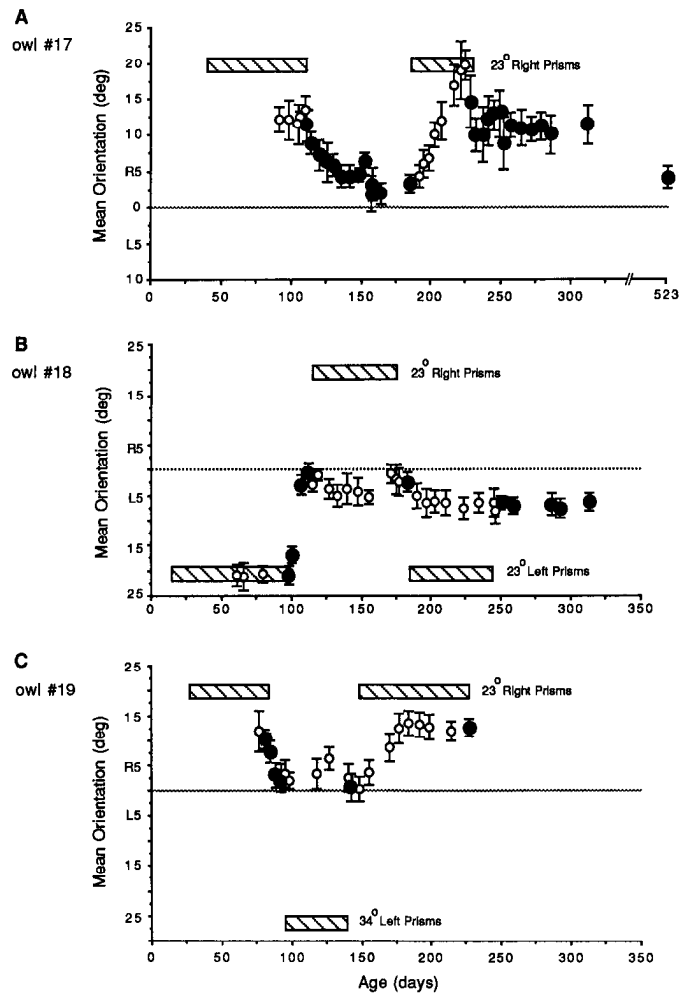 A
owl #17
25
20
15
10
R5
0
L5
10
Mean Orientation (deg)
23° Right Prisms
0 50 100 150 200 250 300 523
B
owl #18
25
15
R5
L5
15
25
Mean Orientation (deg)
23° Right Prisms
23° Left Prisms
0 50 100 150 200 250 300 350
C
owl #19
25
15
R5
L5
15
25
Mean Orientation (deg)
23° Right Prisms
34° Left Prisms
0 50 100 150 200 250 300 350
Age (days)